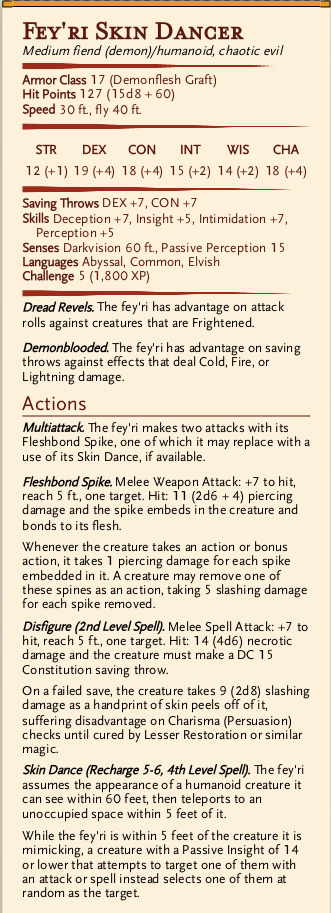 Fey'ri Skin Dancer
Medium fiend (demon)/humanoid, chaotic evil
Armor Class 17 (Demonflesh Graft)
Hit Points 127 (15d8 + 60)
Speed 30 ft., fly 40 ft.
STR DEX CON INT WIS CHA
12 (+1) 19 (+4) 18 (+4) 15 (+2) 14 (+2) 18 (+4)
Saving Throws DEX +7, CON +7
Skills Deception +7, Insight +5, Intimidation +7,
Perception +5
Senses Darkvision 60 ft., Passive Perception 15
Languages Abyssal, Common, Elvish
Challenge 5 (1,800 XP)
Dread Revels. The fey'ri has advantage on attack
rolls against creatures that are Frightened.
Demonblooded. The fey'ri has advantage on saving
throws against effects that deal Cold, Fire, or
Lightning damage.
Actions
Multiattack. The fey'ri makes two attacks with its
Fleshbond Spike, one of which it may replace with a
use of its Skin Dance, if available.
Fleshbond Spike. Melee Weapon Attack: +7 to hit,
reach 5 ft., one target. Hit: 11 (2d6 + 4) piercing
damage and the spike embeds in the creature and
bonds to its flesh.
Whenever the creature takes an action or bonus
action, it takes 1 piercing damage for each spike
embedded in it. A creature may remove one of
these spines as an action, taking 5 slashing damage
for each spike removed.
Disfigure (2nd Level Spell). Melee Spell Attack: +7 to
hit, reach 5 ft., one target. Hit: 14 (4d6) necrotic
damage and the creature must make a DC 15
Constitution saving throw.
On a failed save, the creature takes 9 (2d8) slashing
damage as a handprint of skin peels off of it,
suffering disadvantage on Charisma (Persuasion)
checks until cured by Lesser Restoration or similar
magic.
Skin Dance (Recharge 5-6, 4th Level Spell). The fey'ri
assumes the appearance of a humanoid creature it
can see within 60 feet, then teleports to an
unoccupied space within 5 feet of it.
While the fey'ri is within 5 feet of the creature it is
mimicking, a creature with a Passive Insight of 14
or lower that attempts to target one of them with
an attack or spell instead selects one of them at
random as the target.